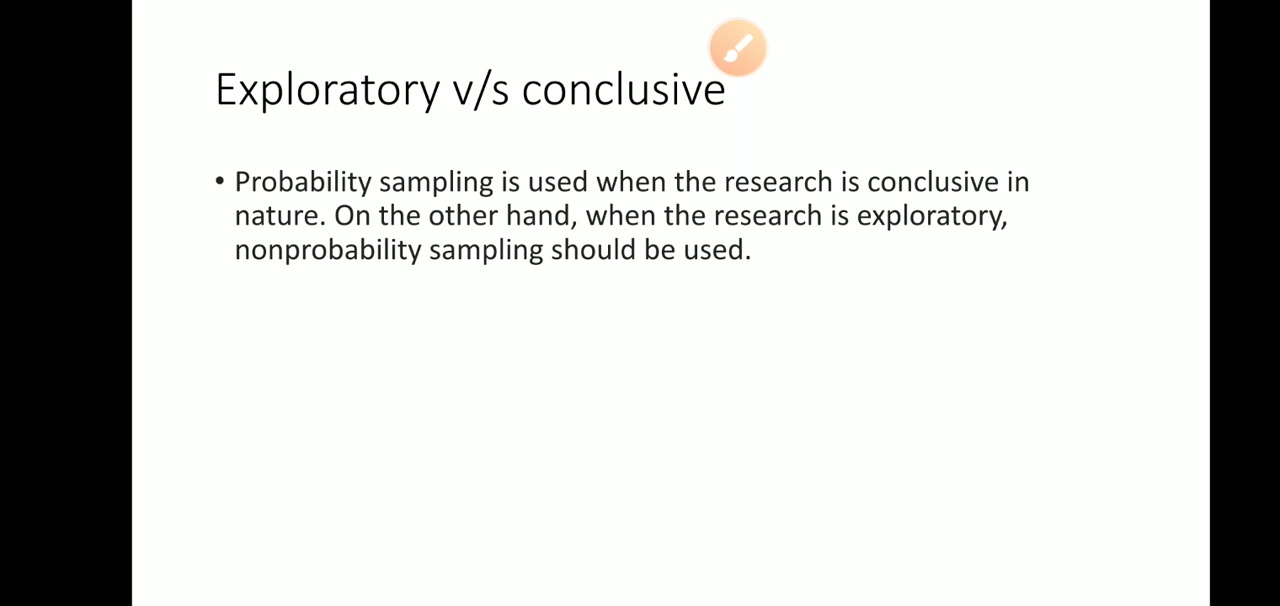 Exploratory v/s conclusive
• Probability sampling is used when the research is conclusive in
nature. On the other hand, when the research is exploratory,
nonprobability sampling should be used.